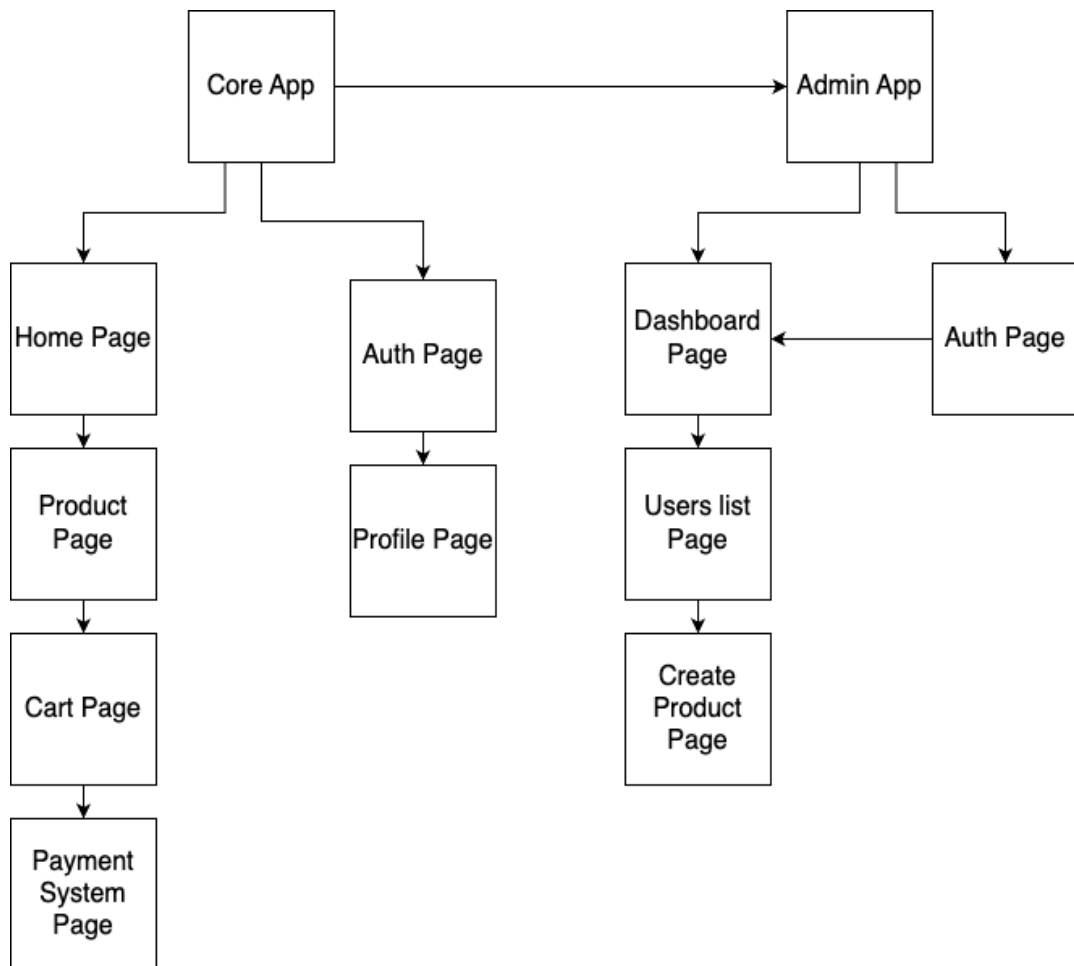 Core App
Admin App
Home Page
Auth Page
Dashboard
Page
Auth Page
Product
Page
Profile Page
Users list
Page
Cart Page
Create
Product
Page
Payment
System
Page